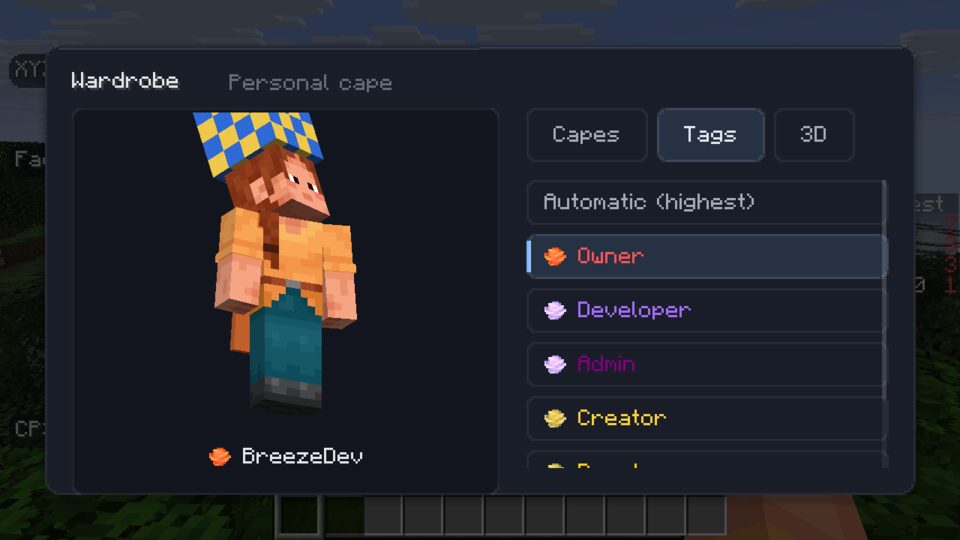 Wardrobe
Personal cape
Capes
Tags
3D
Automatic (highest)
Owner
Developer
Admin
Creator
BreezeDev